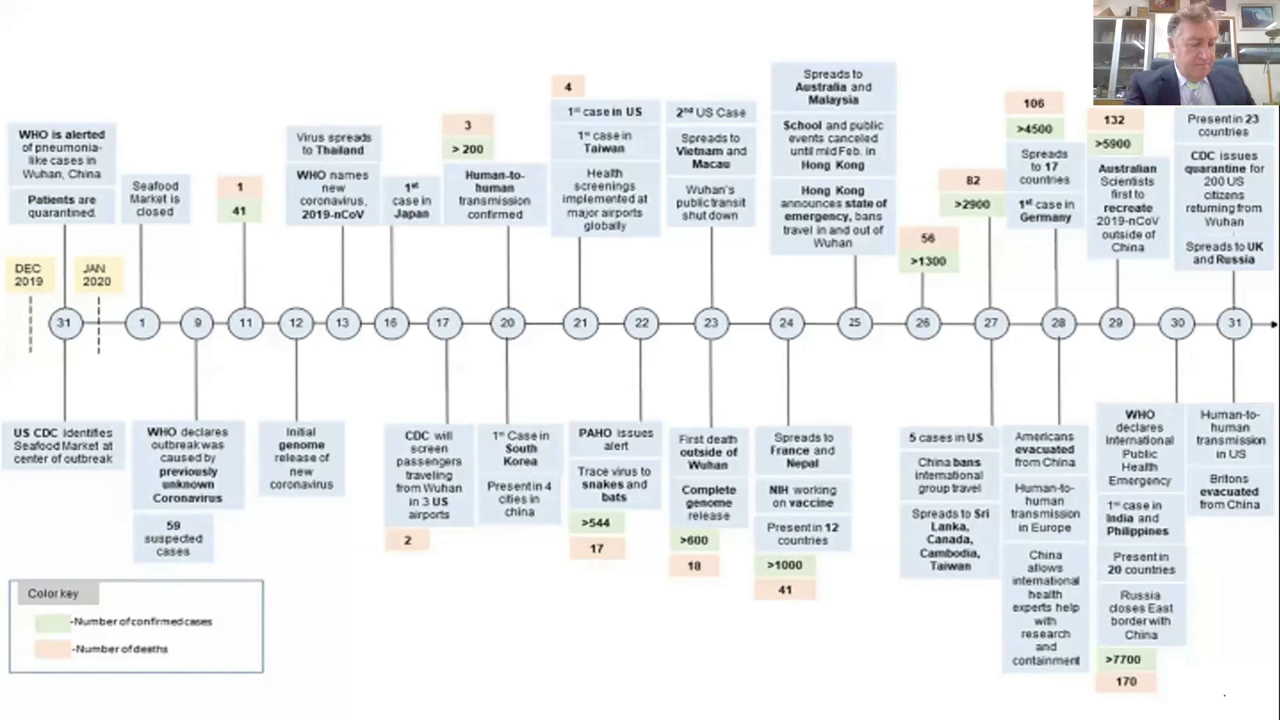 WHO is alerted
of pneumonia-
like cases in
Wuhan, China
Patients are
quarantined.
Seafood
Market is
closed
1
41
Virus spreads
to Thailand
WHO names
new
coronavirus,
2019-nCoV
1st
case in
Japan
3
> 200
Human-to-
human
transmission
confirmed
4
1st case in US
1st case in
Taiwan
Health
screenings
implemented at
major airports
globally
2nd US Case
Spreads to
Vietnam and
Macau
Wuhan's
public transit
shut down
Spreads to
Australia and
Malaysia
School and public
events canceled
until mid Feb. in
Hong Kong
Hong Kong
announces state of
emergency, bans
travel in and out of
Wuhan
56
>1300
82
>2900
106
>4500
Spreads
to 17
countries
1st case in
Germany
132
>5900
Australian
Scientists
first to
recreate
2019-nCoV
outside of
China
Present in 23
countries
CDC issues
quarantine for
200 US
citizens
returning from
Wuhan
Spreads to UK
and Russia
DEC
2019
JAN
2020
31
1
9
11
12
13
16
17
20
21
22
23
24
25
26
27
28
29
30
31
US CDC identifies
Seafood Market at
center of outbreak
WHO declares
outbreak was
caused by
previously
unknown
Coronavirus
59
suspected
cases
Initial
genome
release of
new
coronavirus
CDC will
screen
passengers
traveling
from Wuhan
in 3 US
airports
2
1st Case in
South
Korea
Present in 4
cities in
china
PAHO issues
alert
Trace virus to
snakes and
bats
>544
17
First death
outside of
Wuhan
Complete
genome
release
>600
18
Spreads to
France and
Nepal
NIH working
on vaccine
Present in 12
countries
>1000
41
5 cases in US
China bans
international
group travel
Spreads to Sri
Lanka,
Canada,
Cambodia,
Taiwan
Americans
evacuated
from China
Human-to-
human
transmission
in Europe
China
allows
international
health
experts help
with
research
and
containment
WHO
declares
International
Public
Health
Emergency
1st case in
India and
Philippines
Present in
20 countries
Russia
closes East
border with
China
>7700
170
Human-to-
human
transmission
in US
Britons
evacuated
from China
Color key
-Number of confirmed cases
-Number of deaths